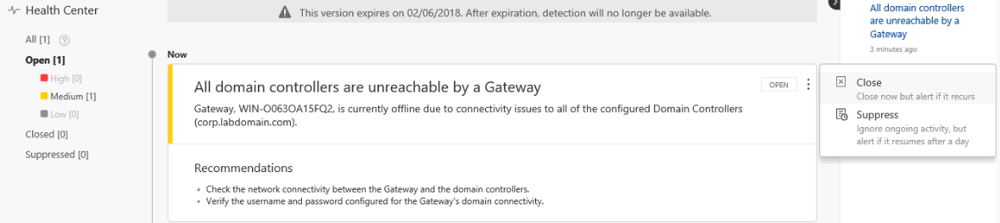 Health Center
This version expires on 02/06/2018. After expiration, detection will no longer be available.
All [1]
Open [1]
High [0]
Medium [1]
Low [0]
Closed [0]
Suppressed [0]
Now
All domain controllers are unreachable by a Gateway
OPEN
Gateway, WIN-O063OA15FQ2, is currently offline due to connectivity issues to all of the configured Domain Controllers
(corp.labdomain.com).
Recommendations
Check the network connectivity between the Gateway and the domain controllers.
Verify the username and password configured for the Gateway's domain connectivity.
All domain controllers
are unreachable by a
Gateway
3 minutes ago
Close
Close now but alert if it recurs
Suppress
Ignore ongoing activity, but
alert if it resumes after a day